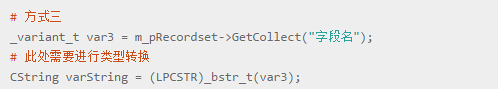 # 方式三
_variant_t var3 = m_pRecordset->GetCollect("字段名");
# 此处需要进行类型转换
CString varString = (LPCSTR)_bstr_t(var3);